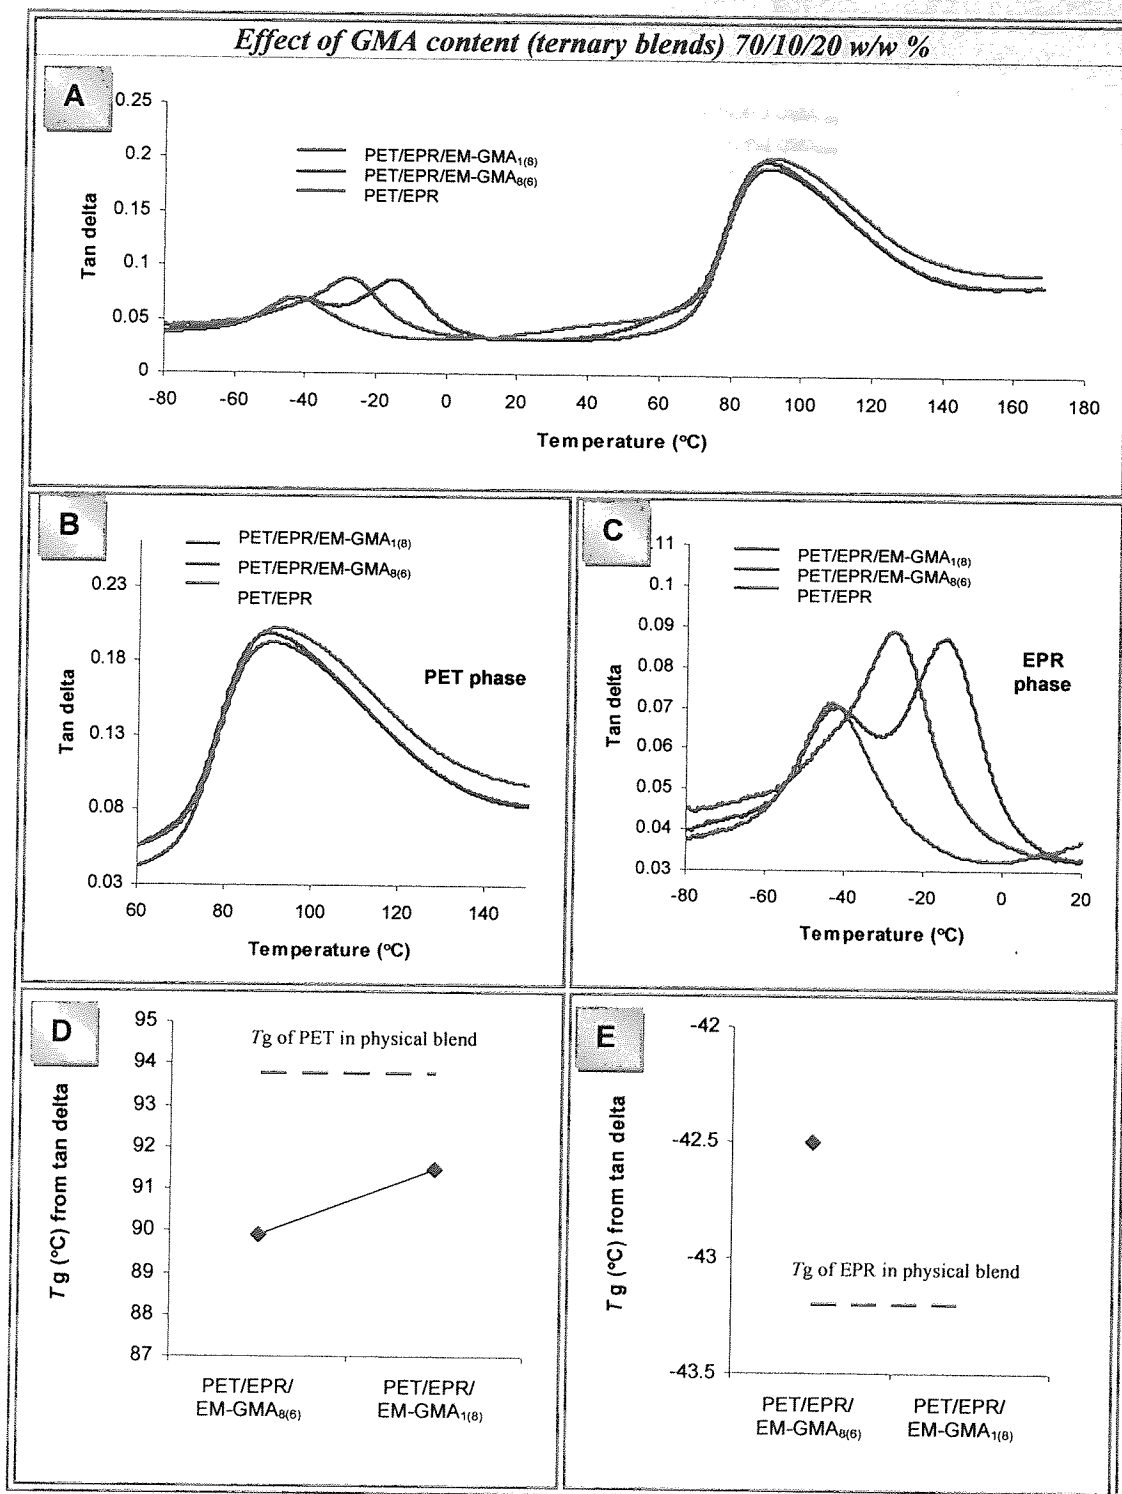 Effect of GMA content (ternary blends) 70/10/20 w/w %
A
0.25
0.2
0.15
0.1
0.05
0
Tan delta
PET/EPR/EM-GMA1(8)
PET/EPR/EM-GMA8(6)
PET/EPR
-80 -60 -40 -20 0 20 40 60 80 100 120 140 160 180
Temperature (°C)
B
PET/EPR/EM-GMA1(8)
PET/EPR/EM-GMA8(6)
PET/EPR
0.23
0.18
0.13
0.08
0.03
Tan delta
PET phase
60 80 100 120 140
Temperature (°C)
C
.11
0.1
0.09
0.08
0.07
0.06
0.05
0.04
0.03
Tan delta
PET/EPR/EM-GMA1(8)
PET/EPR/EM-GMA8(6)
PET/EPR
EPR
phase
-80 -60 -40 -20 0 20
Temperature (°C)
D
95
94
93
92
91
90
89
88
87
Tg (°C) from tan delta
Tg of PET in physical blend
PET/EPR/ PET/EPR/
EM-GMA8(6) EM-GMA1(8)
E
-42
-42.5
-43
-43.5
Tg (°C) from tan delta
Tg of EPR in physical blend
PET/EPR/ PET/EPR/
EM-GMA8(6) EM-GMA1(8)